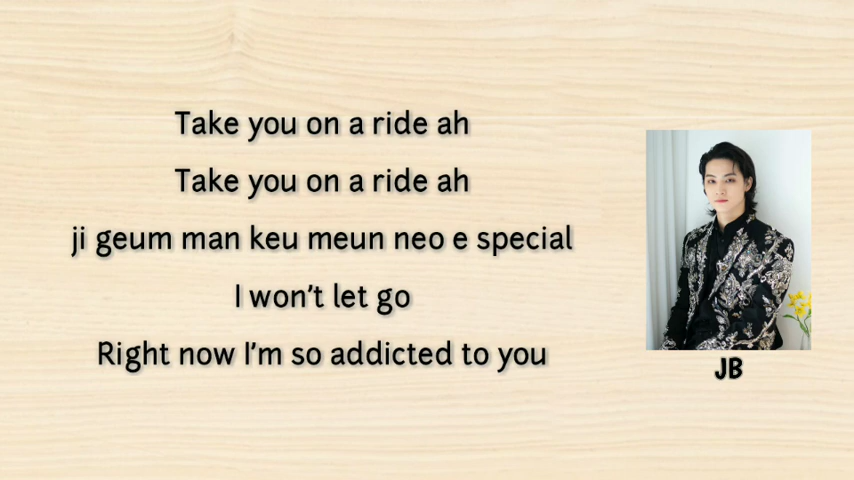 Take you on a ride ah
Take you on a ride ah
ji geum man keu meun neo e special
I won't let go
Right now I'm so addicted to you
JB